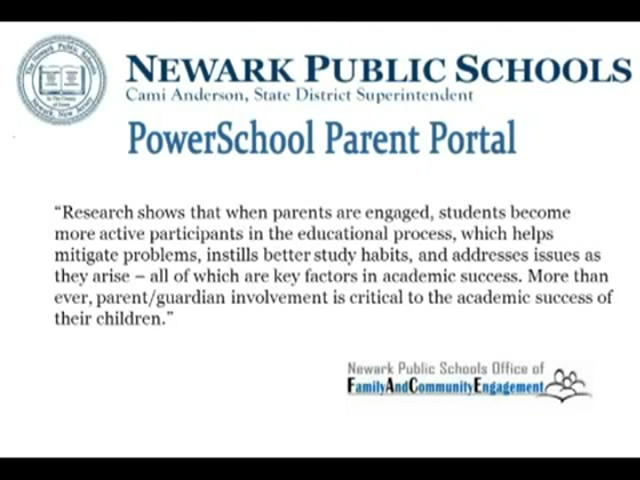 NEWARK PUBLIC SCHOOLS
Cami Anderson, State District Superintendent
PowerSchool Parent Portal
“Research shows that when parents are engaged, students become
more active participants in the educational process, which helps
mitigate problems, instills better study habits, and addresses issues as
they arise – all of which are key factors in academic success. More than
ever, parent/guardian involvement is critical to the academic success of
their children.”
Newark Public Schools Office of
FamilyAndCommunityEngagement